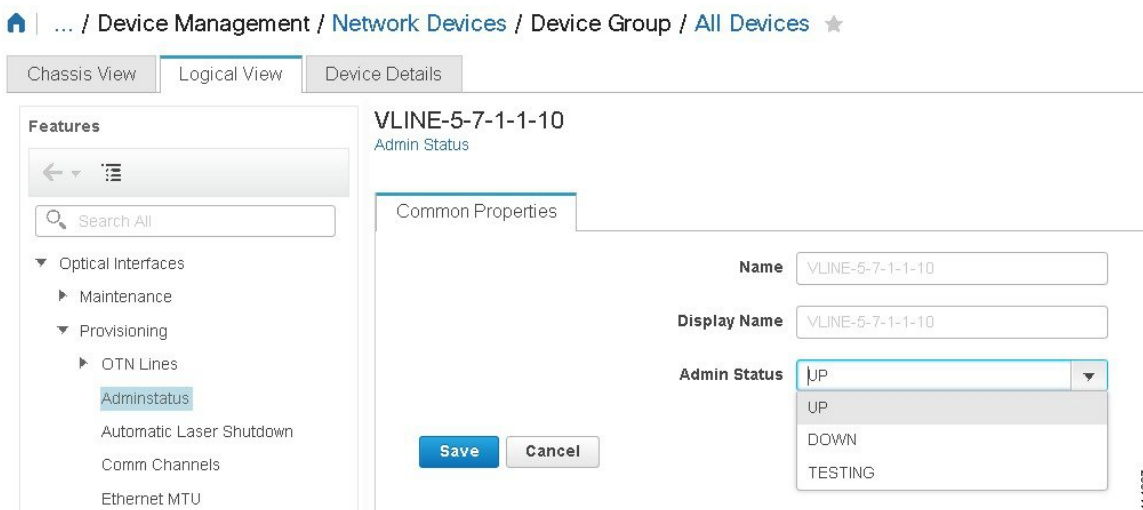 ... / Device Management / Network Devices / Device Group / All Devices
Chassis View Logical View Device Details
Features
Search All
Optical Interfaces
Maintenance
Provisioning
OTN Lines
Adminstatus
Automatic Laser Shutdown
Comm Channels
Ethernet MTU
VLINE-5-7-1-1-10
Admin Status
Common Properties
Name VLINE-5-7-1-1-10
Display Name VLINE-5-7-1-1-10
Admin Status UP
UP
DOWN
TESTING
Save Cancel